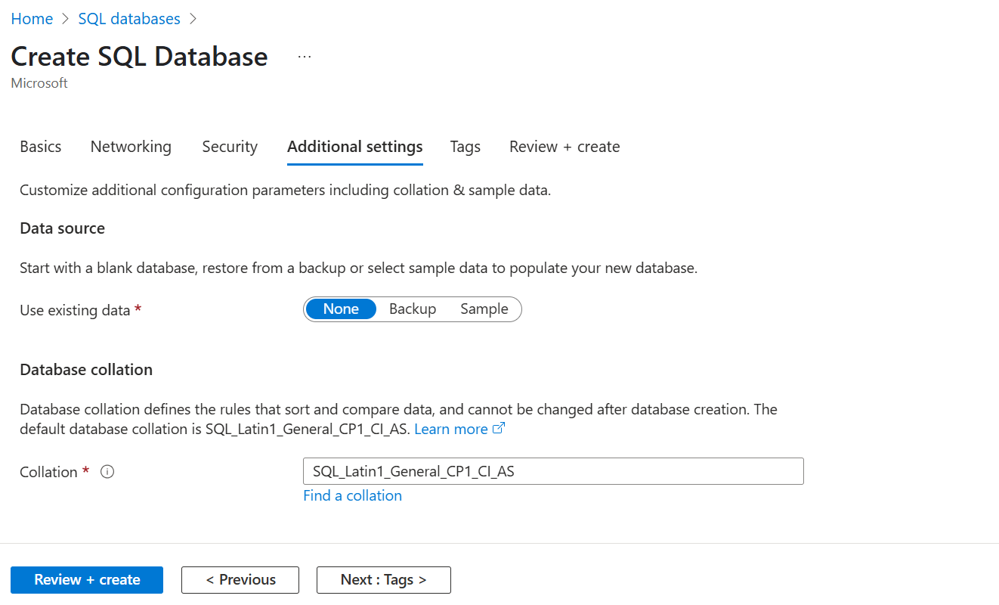 Home > SQL databases >
Create SQL Database ...
Microsoft
Basics Networking Security Additional settings Tags Review + create
Customize additional configuration parameters including collation & sample data.
Data source
Start with a blank database, restore from a backup or select sample data to populate your new database.
Use existing data * None Backup Sample
Database collation
Database collation defines the rules that sort and compare data, and cannot be changed after database creation. The
default database collation is SQL_Latin1_General_CP1_CI_AS. Learn more
Collation * SQL_Latin1_General_CP1_CI_AS
Find a collation
Review + create < Previous Next : Tags >